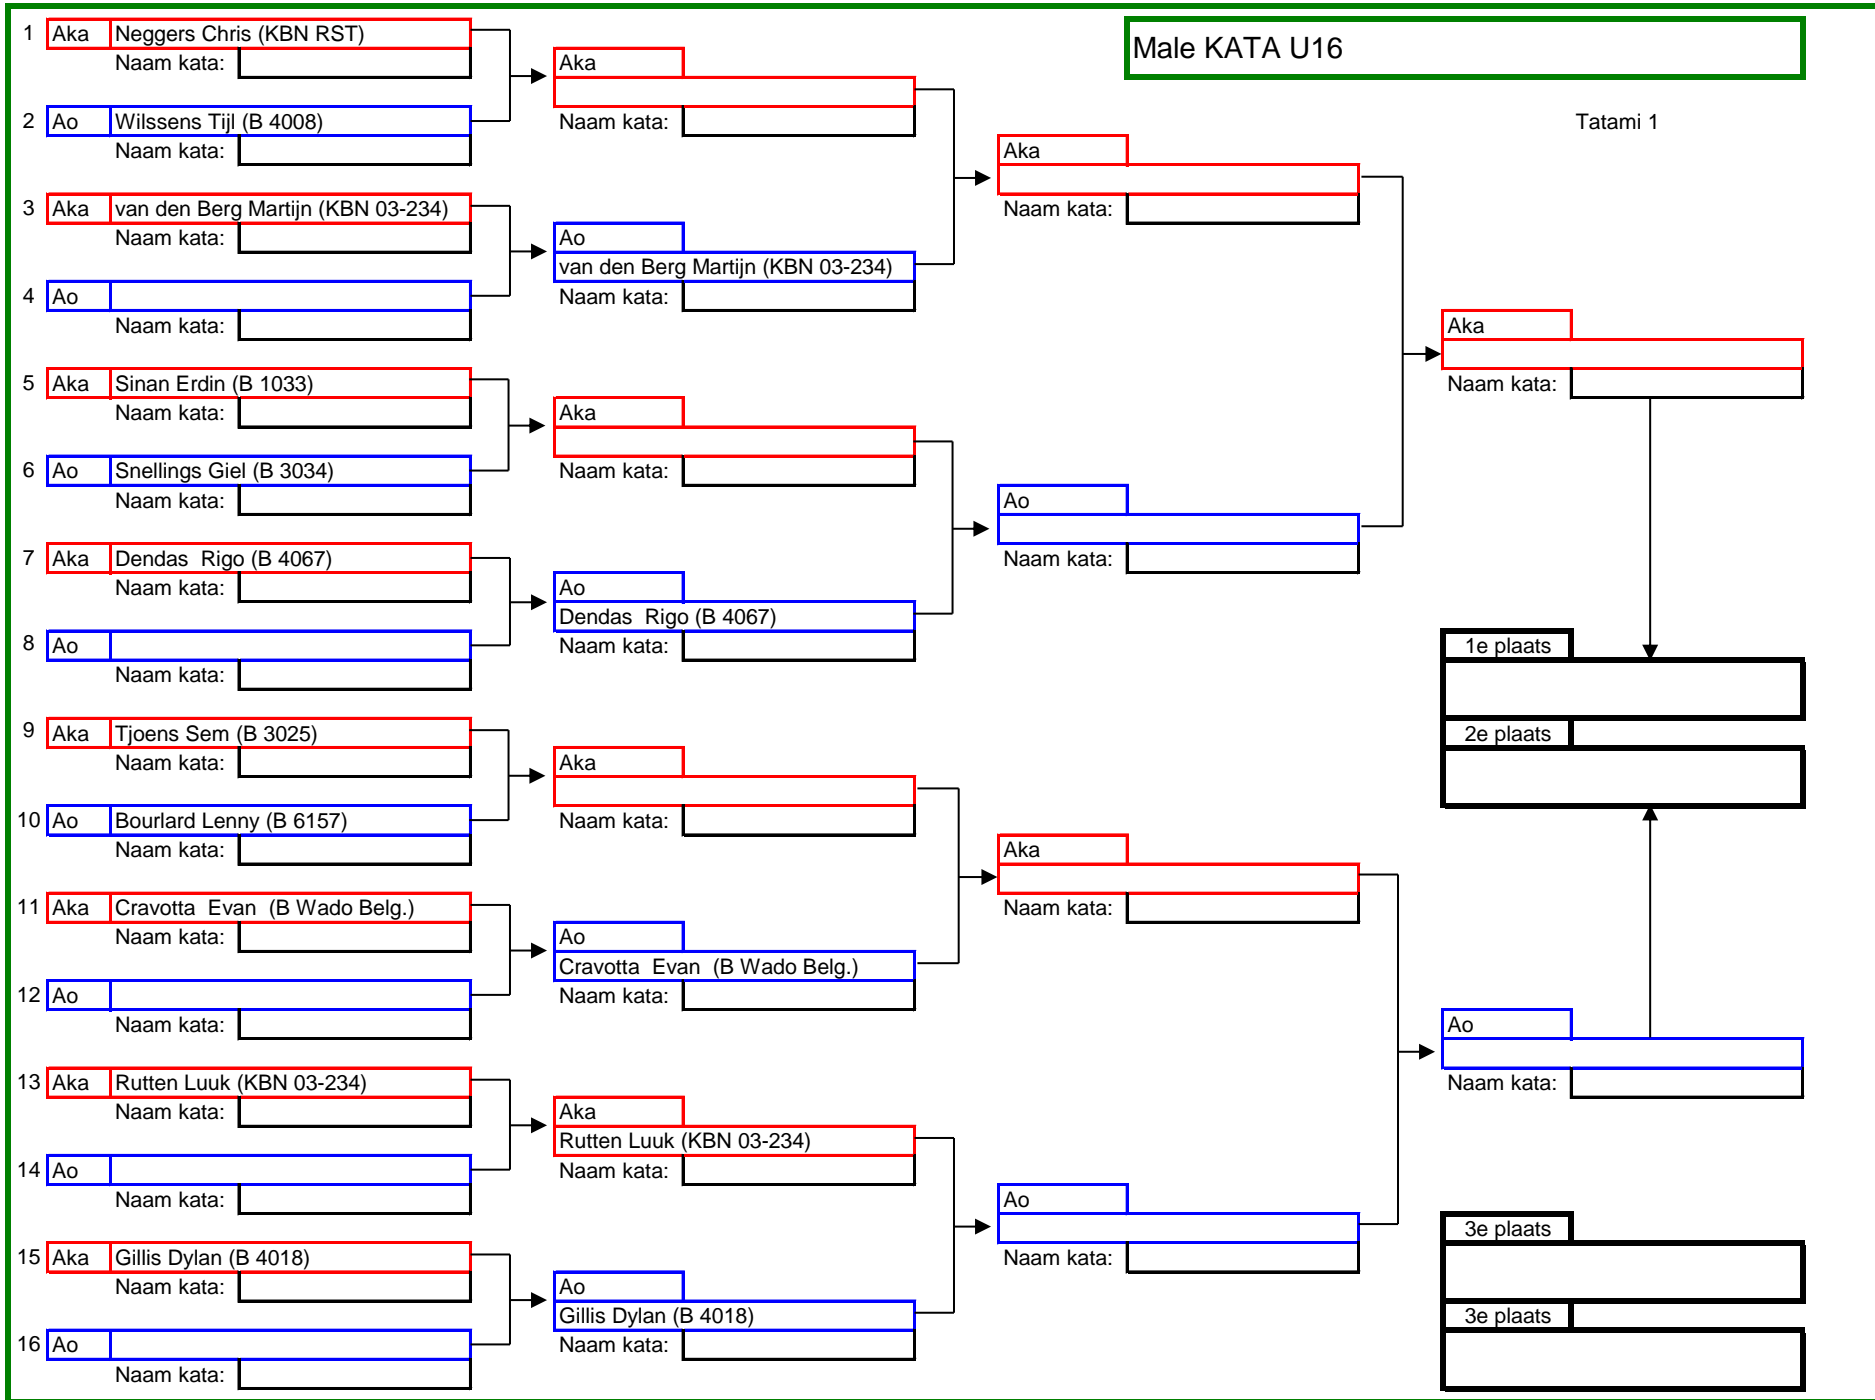 Male KATA U16
Tatami 1
1 Aka Neggers Chris (KBN RST)
Naam kata:
2 Ao Wilssens Tijl (B 4008)
Naam kata:
3 Aka van den Berg Martijn (KBN 03-234)
Naam kata:
4 Ao
Naam kata:
5 Aka Sinan Erdin (B 1033)
Naam kata:
6 Ao Snellings Giel (B 3034)
Naam kata:
7 Aka Dendas  Rigo (B 4067)
Naam kata:
8 Ao
Naam kata:
9 Aka Tjoens Sem (B 3025)
Naam kata:
10 Ao Bourlard Lenny (B 6157)
Naam kata:
11 Aka Cravotta  Evan  (B Wado Belg.)
Naam kata:
12 Ao
Naam kata:
13 Aka Rutten Luuk (KBN 03-234)
Naam kata:
14 Ao
Naam kata:
15 Aka Gillis Dylan (B 4018)
Naam kata:
16 Ao
Naam kata:
Aka
Naam kata:
Ao
van den Berg Martijn (KBN 03-234)
Naam kata:
Aka
Naam kata:
Ao
Dendas  Rigo (B 4067)
Naam kata:
Aka
Naam kata:
Ao
Cravotta  Evan  (B Wado Belg.)
Naam kata:
Aka
Rutten Luuk (KBN 03-234)
Naam kata:
Ao
Gillis Dylan (B 4018)
Naam kata:
Aka
Naam kata:
Ao
Naam kata:
Aka
Naam kata:
Ao
Naam kata:
Aka
Naam kata:
1e plaats
2e plaats
Ao
Naam kata:
3e plaats
3e plaats